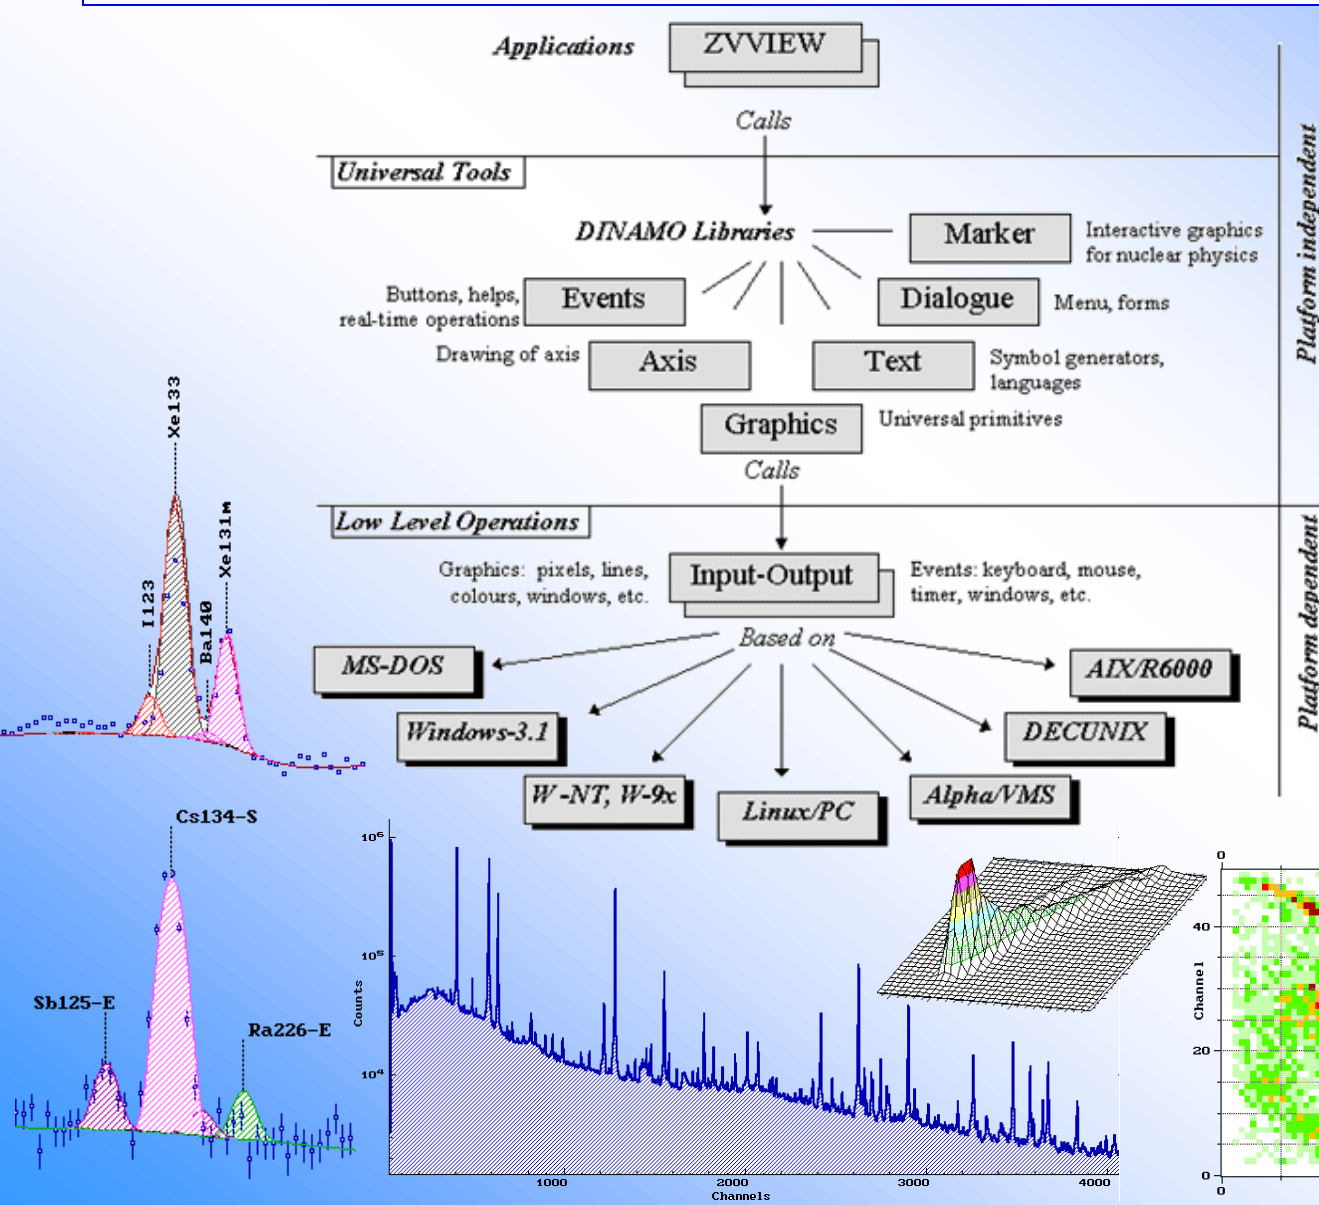 Applications
ZVVIEW
Calls
Universal Tools
DINAMO Libraries
Marker
Interactive graphics
for nuclear physics
Buttons, helps,
real-time operations
Events
Dialogue
Menu, forms
Drawing of axis
Axis
Text
Symbol generators,
languages
Graphics
Universal primitives
Calls
Platform independent
Low Level Operations
Graphics: pixels, lines,
colours, windows, etc.
Input-Output
Events: keyboard, mouse,
timer, windows, etc.
Based on
MS-DOS
AIX/R6000
Windows-3.1
DECUNIX
W-NT, W-9x
Linux/PC
Alpha/VMS
Platform dependent
Xe133
Xe131м
I123
Ba140
Cs134-S
Sb125-E
Ra226-E
10⁶
10⁵
10⁴
Counts
1000
2000
3000
4000
Channels
0
40
20
0
0
Channel